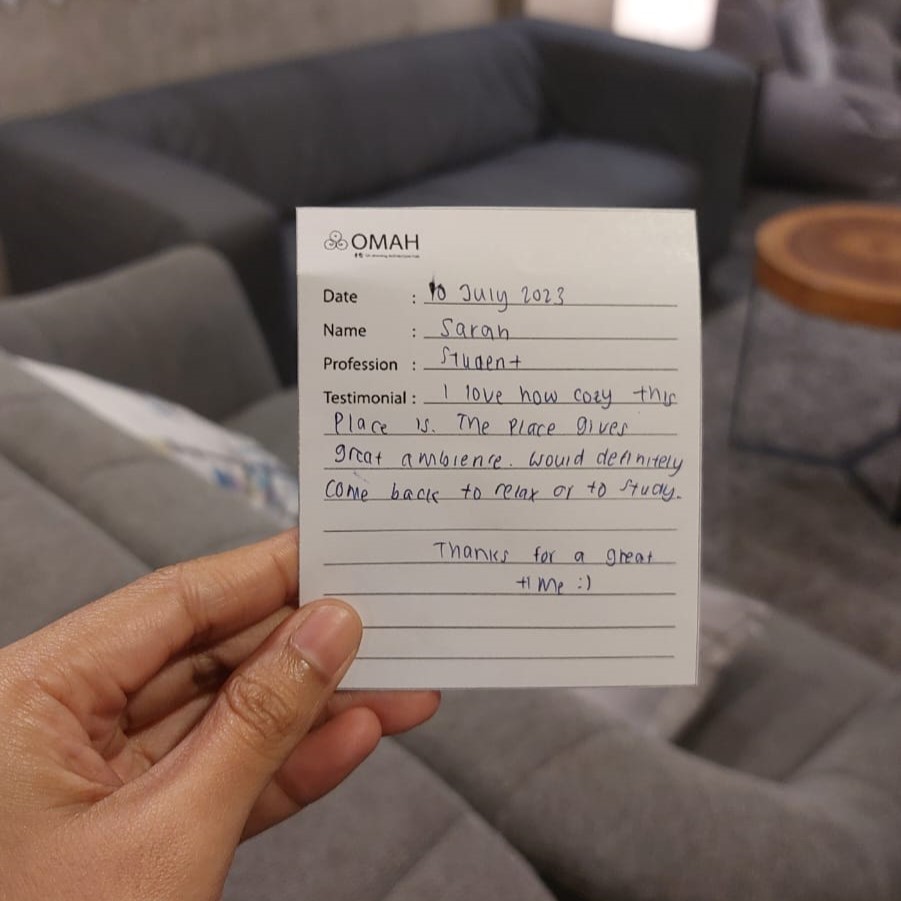 OMAH
Date : 10 July 2023
Name : Sarah
Profession : Student
Testimonial : I love how cozy this
Place is. The place gives
great ambience. Would definitely
come back to relax or to study.
Thanks for a great
time :)